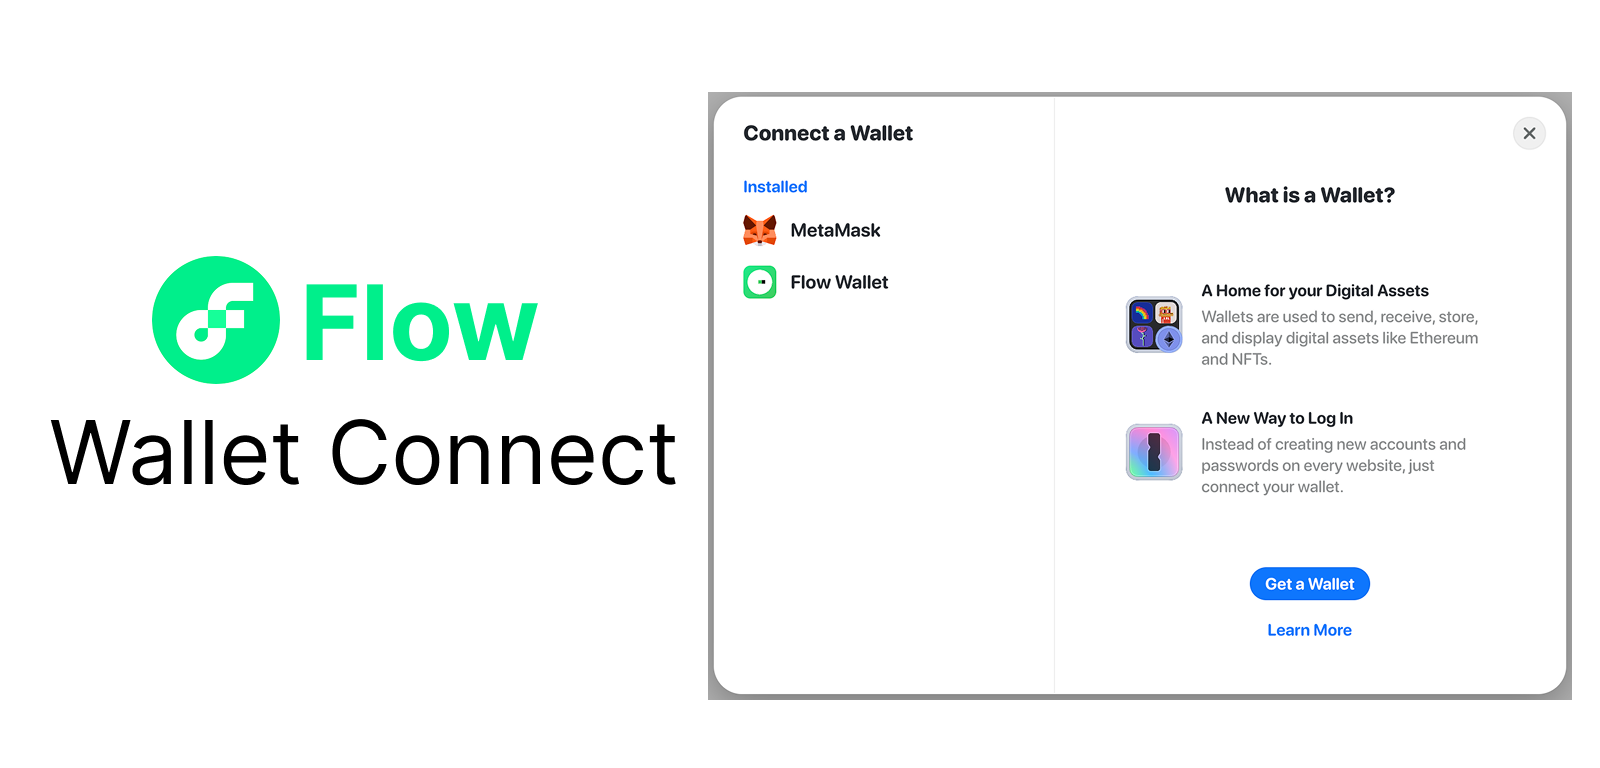 Flow
Wallet Connect
Connect a Wallet
Installed
MetaMask
Flow Wallet
What is a Wallet?
A Home for your Digital Assets
Wallets are used to send, receive, store,
and display digital assets like Ethereum
and NFTs.
A New Way to Log In
Instead of creating new accounts and
passwords on every website, just
connect your wallet.
Get a Wallet
Learn More